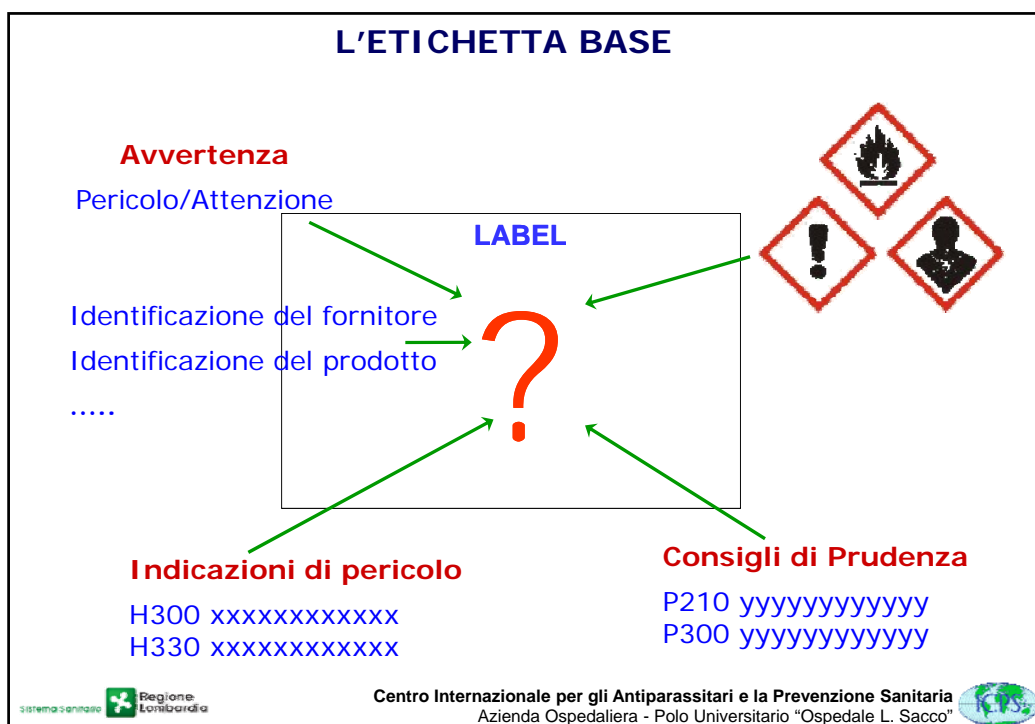 L'ETICHETTA BASE
Avvertenza
Pericolo/Attenzione
LABEL
Identificazione del fornitore
Identificazione del prodotto
.....
?
Indicazioni di pericolo
H300 xxxxxxxxxxxx
H330 xxxxxxxxxxxx
Consigli di Prudenza
P210 yyyyyyyyyyyy
P300 yyyyyyyyyyyy
Sistema Sanitario
Regione
Lombardia
Centro Internazionale per gli Antiparassitari e la Prevenzione Sanitaria
Azienda Ospedaliera - Polo Universitario “Ospedale L. Sacco”
ICPS